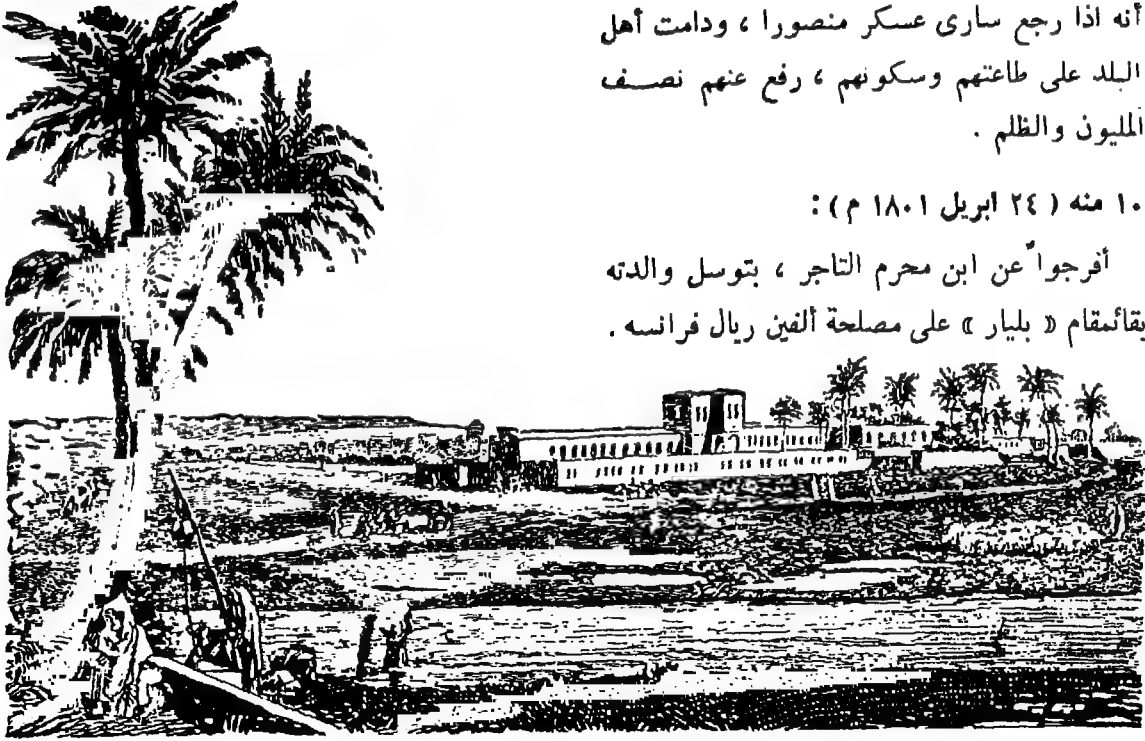 أنه اذا رجع سارى عسكر منصورا ، ودامت أهل
البلد على طاعتهم وسكونهم ، رفع عنهم نصف
المليون والظلم .
١٠ منه ( ٢٤ ابريل ١٨٠١ م ) :
أفرجوا عن ابن محرم التاجر ، بتوسل والدته
بقائمقام « بليار » على مصلحة ألفين ريال فرانسه .